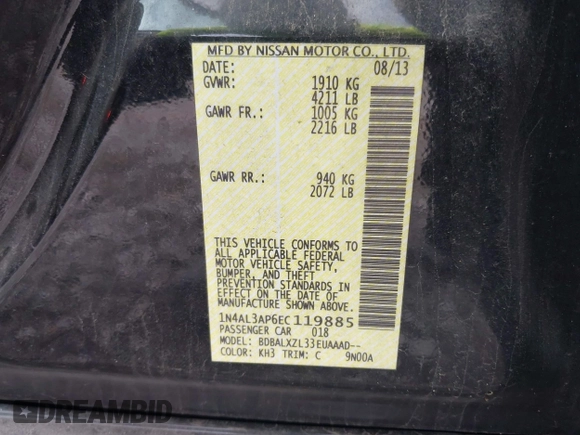 MFD BY NISSAN MOTOR CO., LTD.
DATE: 08/13
GVWR: 1910 KG
4211 LB
GAWR FR.: 1005 KG
2216 LB
GAWR RR.: 940 KG
2072 LB
THIS VEHICLE CONFORMS TO
ALL APPLICABLE FEDERAL
MOTOR VEHICLE SAFETY,
BUMPER, AND THEFT
PREVENTION STANDARDS IN
EFFECT ON THE DATE OF
MANUFACTURE SHOWN ABOVE.
1N4AL3AP6EC119885
PASSENGER CAR 018
MODEL: BDBALXZL33EUAAAD--
COLOR: KH3 TRIM: C 9N00A
DREAMBID